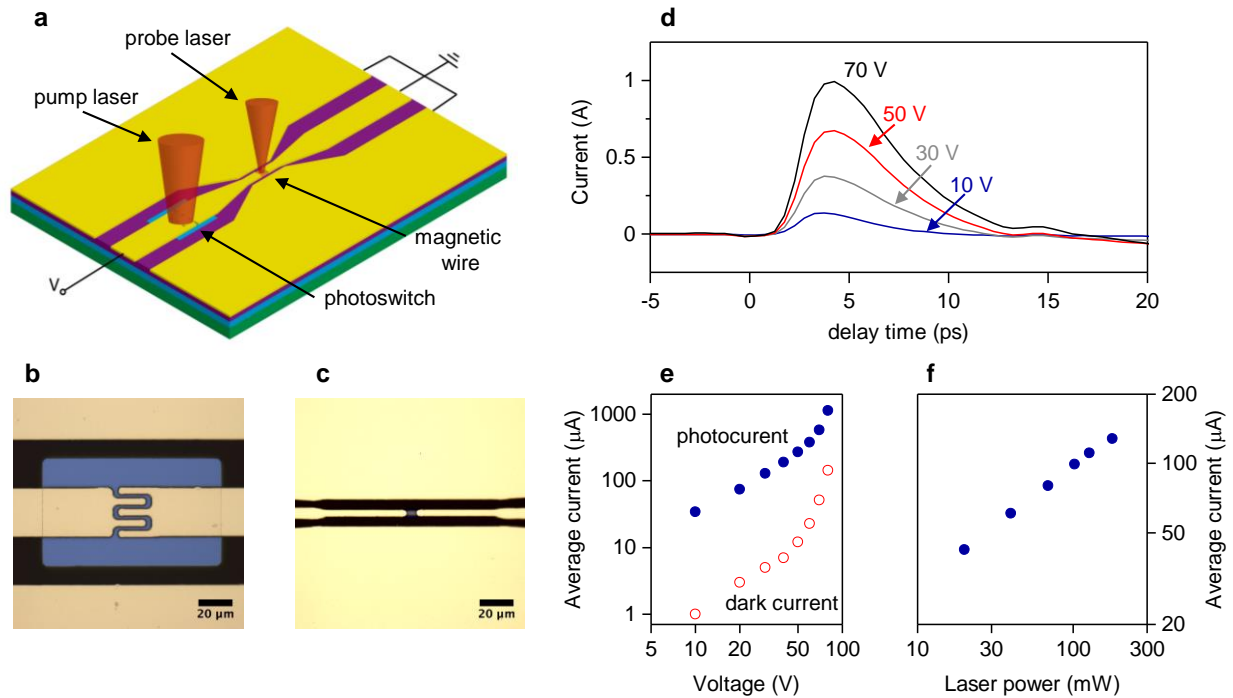 a
probe laser
pump laser
magnetic
wire
photoswitch
V
d
Current (A)
1
0.5
0
70 V
50 V
30 V
10 V
-5
0
5
10
15
20
delay time (ps)
b
20 µm
c
20 µm
e
Average current (µA)
1000
100
10
1
photocurent
dark current
5
10
20
50
100
Voltage (V)
f
200
100
50
20
Average current (µA)
10
30
100
300
Laser power (mW)